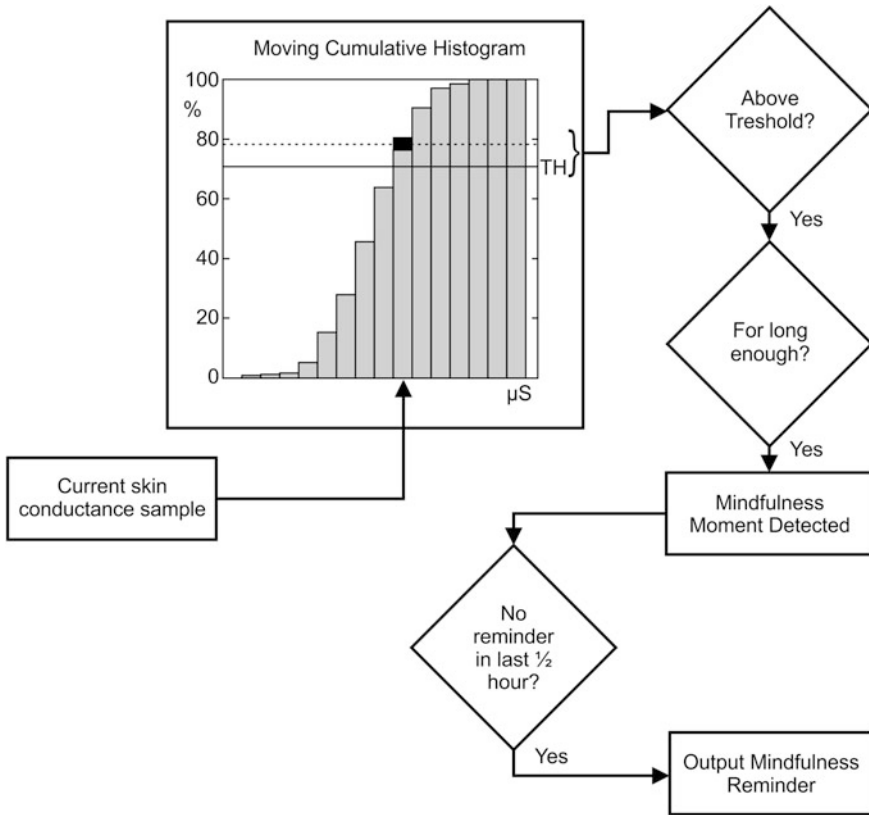 Moving Cumulative Histogram
100
%
80
60
40
20
0
TH
µS
Current skin
conductance sample
Above
Treshold?
Yes
For long
enough?
Yes
Mindfulness
Moment Detected
No
reminder
in last ½
hour?
Yes
Output Mindfulness
Reminder